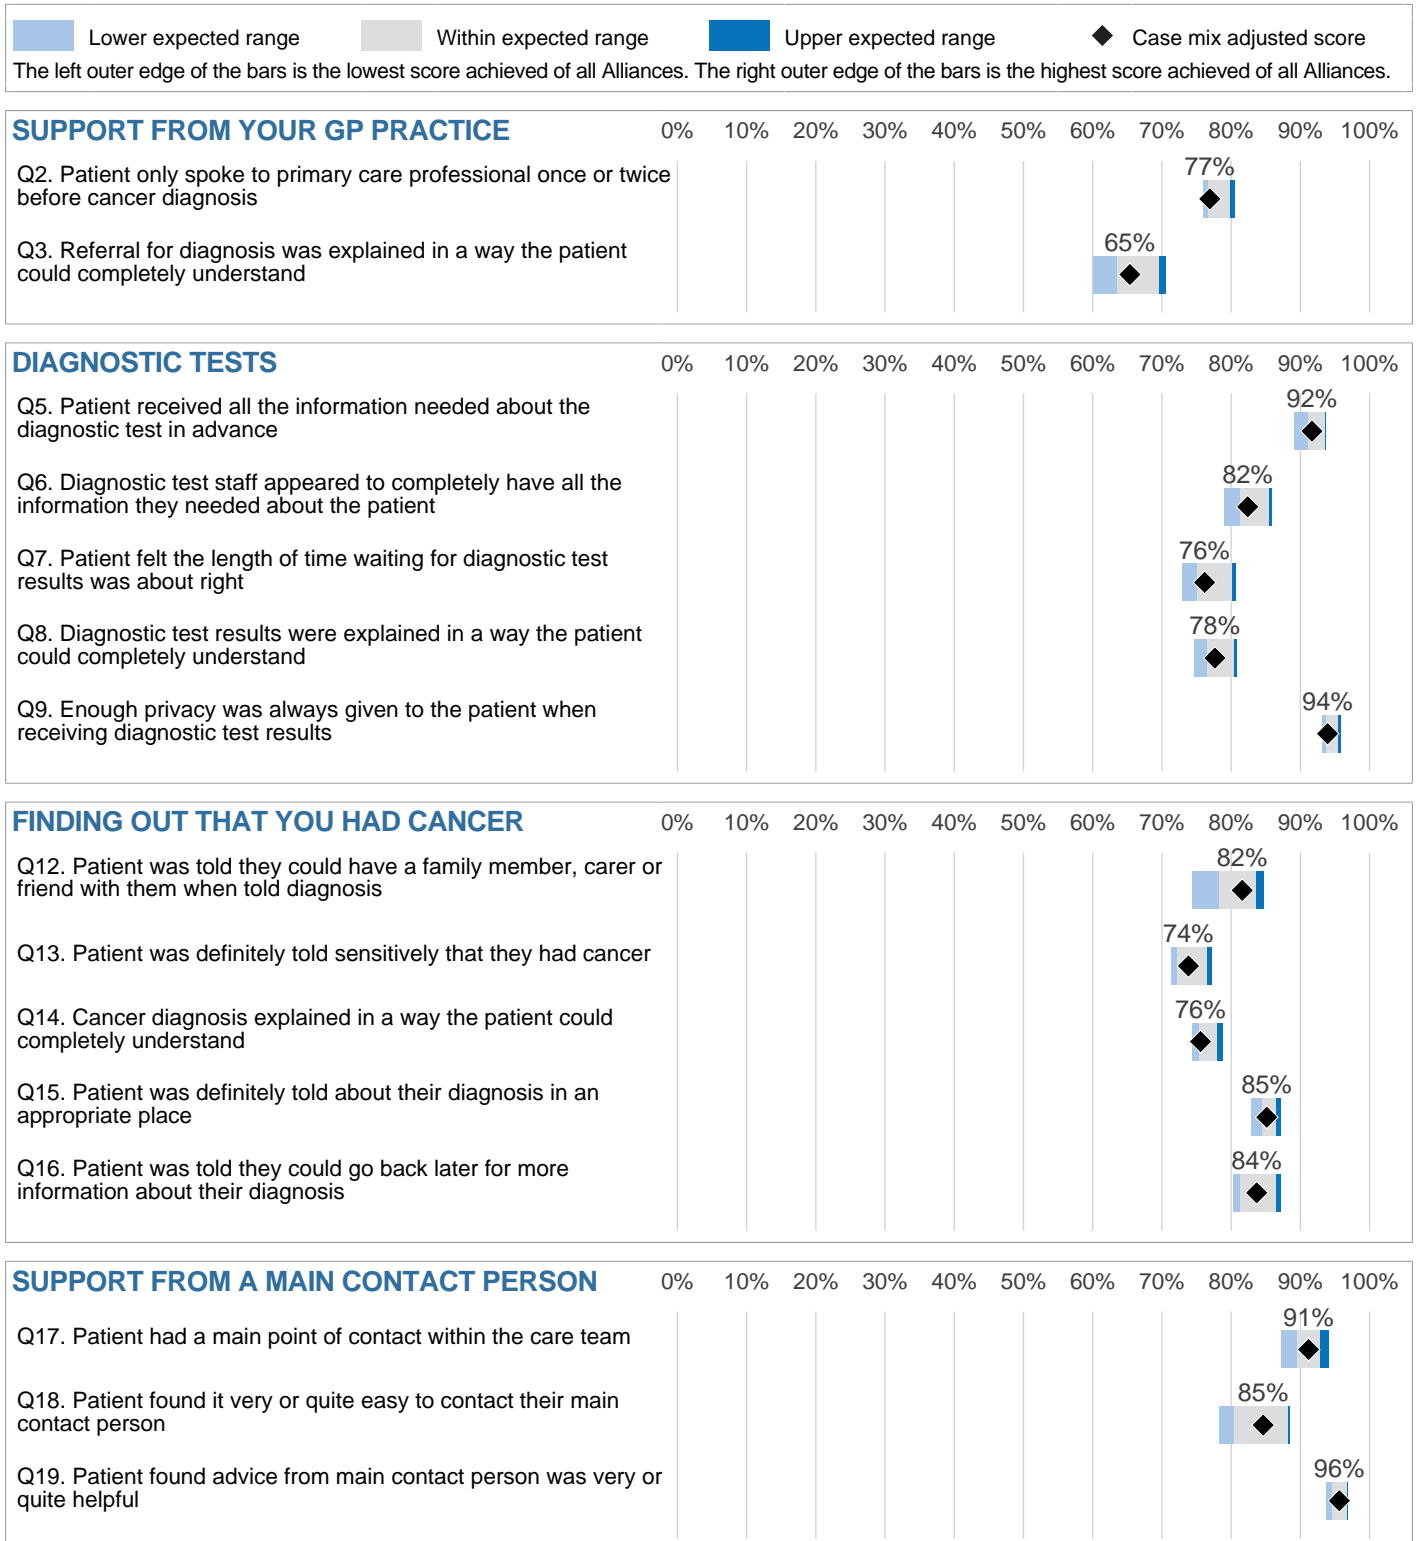 Lower expected range Within expected range Upper expected range Case mix adjusted score
The left outer edge of the bars is the lowest score achieved of all Alliances. The right outer edge of the bars is the highest score achieved of all Alliances.
SUPPORT FROM YOUR GP PRACTICE 0% 10% 20% 30% 40% 50% 60% 70% 80% 90% 100%
Q2. Patient only spoke to primary care professional once or twice
before cancer diagnosis
77%
Q3. Referral for diagnosis was explained in a way the patient
could completely understand
65%
DIAGNOSTIC TESTS 0% 10% 20% 30% 40% 50% 60% 70% 80% 90% 100%
Q5. Patient received all the information needed about the
diagnostic test in advance
92%
Q6. Diagnostic test staff appeared to completely have all the
information they needed about the patient
82%
Q7. Patient felt the length of time waiting for diagnostic test
results was about right
76%
Q8. Diagnostic test results were explained in a way the patient
could completely understand
78%
Q9. Enough privacy was always given to the patient when
receiving diagnostic test results
94%
FINDING OUT THAT YOU HAD CANCER 0% 10% 20% 30% 40% 50% 60% 70% 80% 90% 100%
Q12. Patient was told they could have a family member, carer or
friend with them when told diagnosis
82%
Q13. Patient was definitely told sensitively that they had cancer
74%
Q14. Cancer diagnosis explained in a way the patient could
completely understand
76%
Q15. Patient was definitely told about their diagnosis in an
appropriate place
85%
Q16. Patient was told they could go back later for more
information about their diagnosis
84%
SUPPORT FROM A MAIN CONTACT PERSON 0% 10% 20% 30% 40% 50% 60% 70% 80% 90% 100%
Q17. Patient had a main point of contact within the care team
91%
Q18. Patient found it very or quite easy to contact their main
contact person
85%
Q19. Patient found advice from main contact person was very or
quite helpful
96%